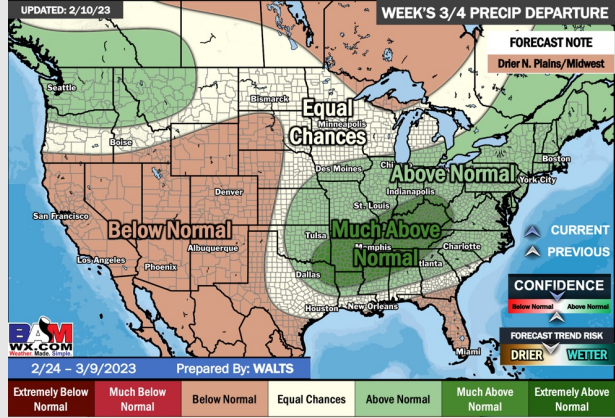 UPDATED: 2/10/23
WEEK'S 3/4 PRECIP DEPARTURE
FORECAST NOTE
Drier N. Plains/Midwest
Seattle
Bismarck
Equal
Chances
Minneapolis
Boise
Des Moines
Chi
Above Normal
Boston
York City
Indianapolis
Denver
St. Louis
San Francisco
Below Normal
Much Above
Normal
CURRENT
PREVIOUS
Tulsa
Memphis
Charlotte
Albuquerque
Los Angeles
Phoenix
Dallas
tlanta
CONFIDENCE
Below Normal
Above Normal
Houston
New Orleans
FORECAST TREND RISK
DRIER
WETTER
Miami
BAM
WX.COM
Weather. Made. Simple.
2/24 – 3/9/2023
Prepared By: WALTS
Extremely Below
Normal
Much Below
Normal
Below Normal
Equal Chances
Above Normal
Much Above
Normal
Extremely Above
Normal